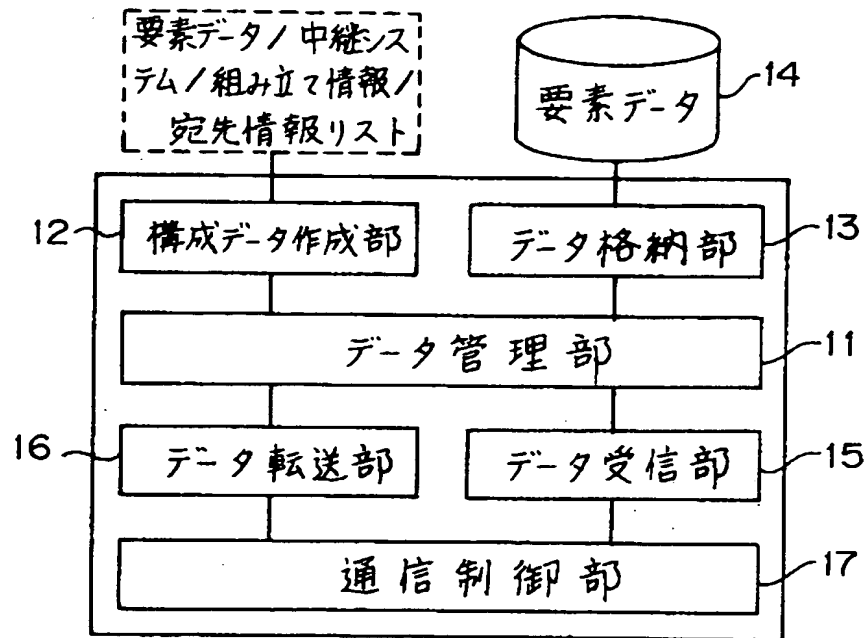 要素データ/中継シス
テム/組み立て情報/
宛先情報リスト
要素データ
14
12
構成データ作成部
データ格納部
13
データ管理部
11
16
データ転送部
データ受信部
15
通信制御部
17